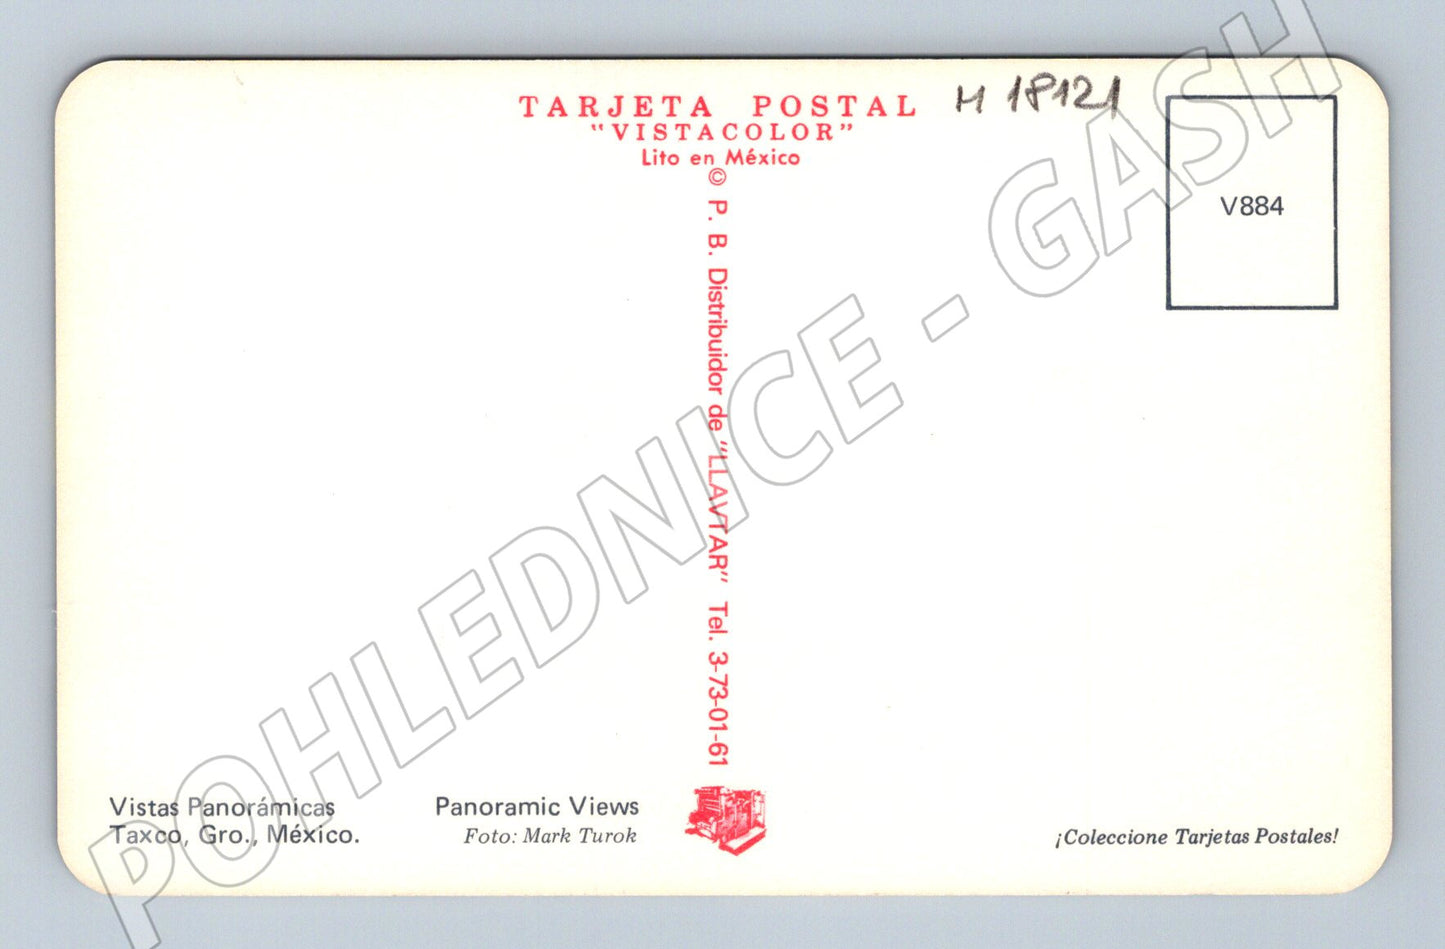 TARJETA POSTAL
"VISTACOLOR"
Lito en México
© P. B. Distribuidor de "LLAVTAR" Tel. 3-73-01-61
M 18121
V884
Vistas Panorámicas
Taxco, Gro., México.
Panoramic Views
Foto: Mark Turok
¡Coleccione Tarjetas Postales!
POHLEDNICE - GASH